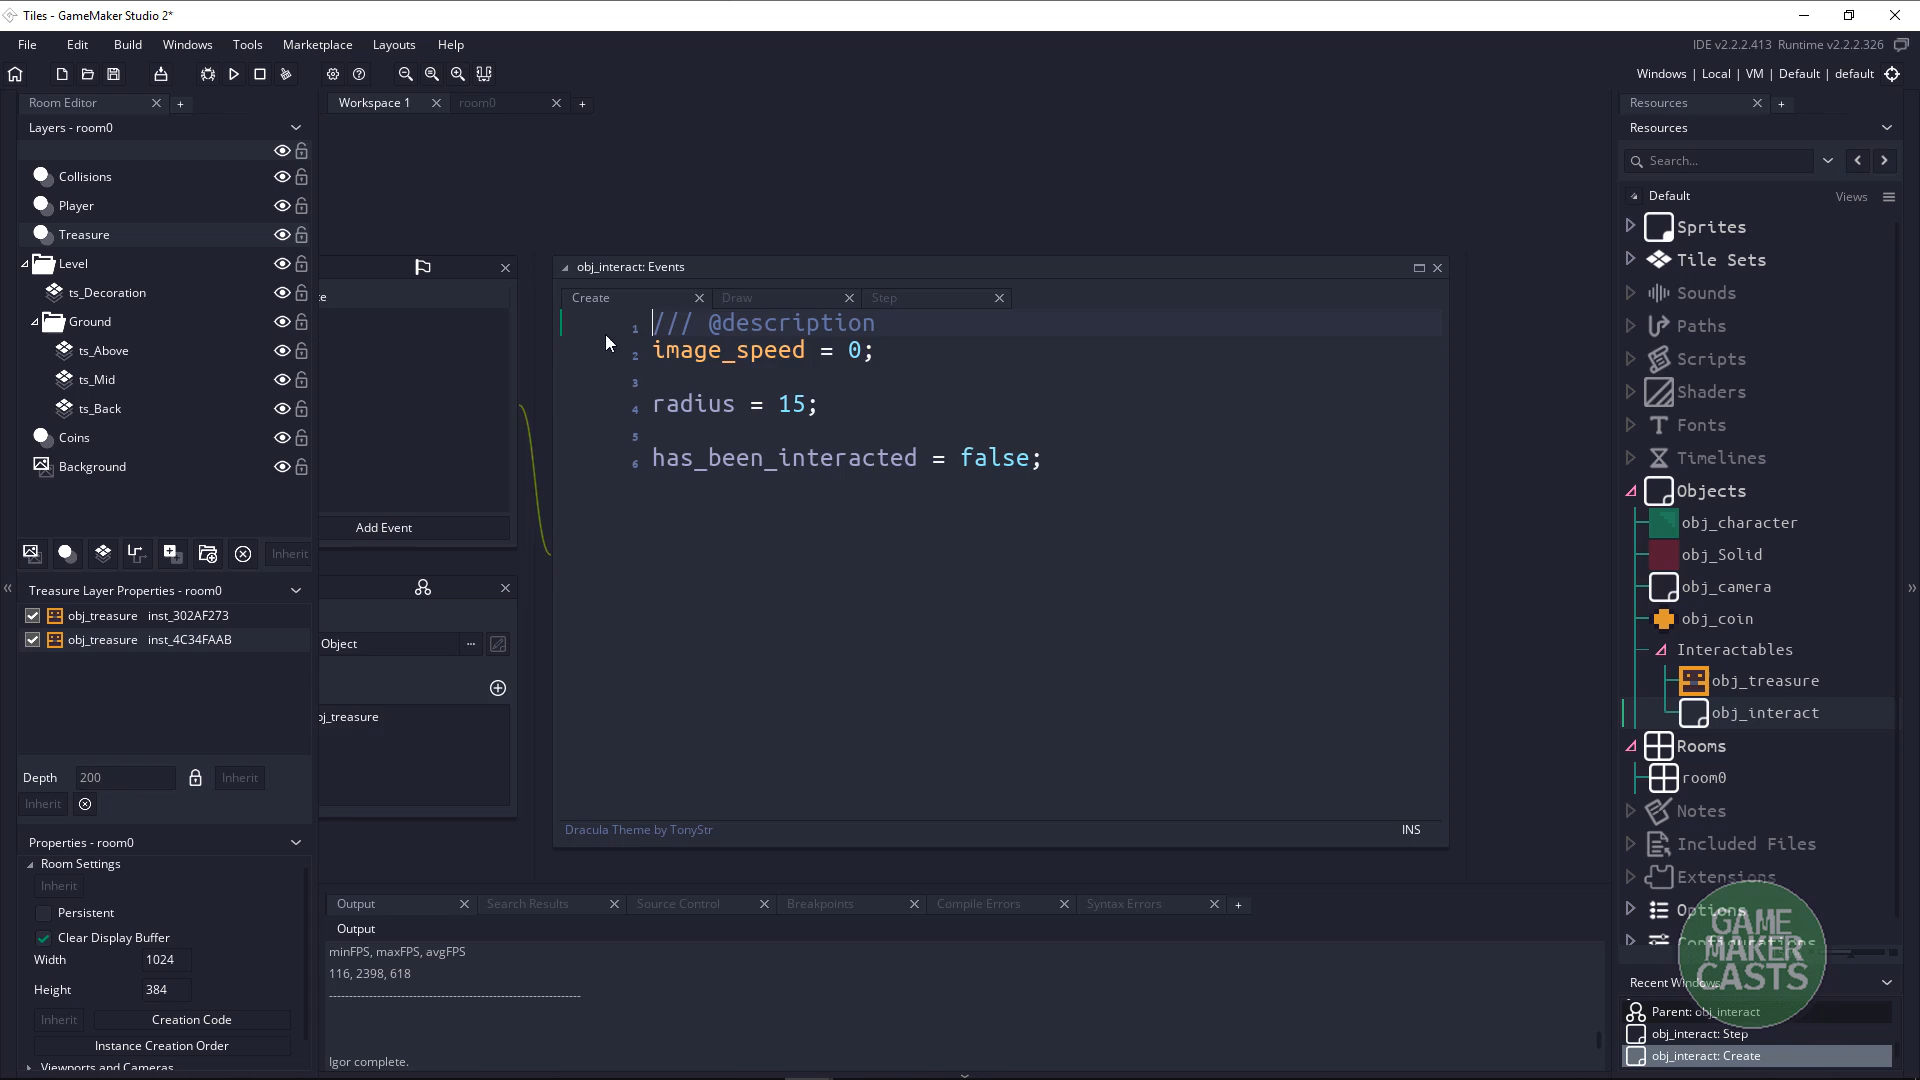 Tiles - GameMaker Studio 2*
File Edit Build Windows Tools Marketplace Layouts Help
IDE v2.2.2.413 Runtime v2.2.2.326
Windows | Local | VM | Default | default
Room Editor
Layers - room0
Collisions
Player
Treasure
Level
ts_Decoration
Ground
ts_Above
ts_Mid
ts_Back
Coins
Background
Inherit
Treasure Layer Properties - room0
obj_treasure inst_302AF273
obj_treasure inst_4C34FAAB
Depth 200 Inherit
Inherit
Properties - room0
Room Settings
Inherit
Persistent
Clear Display Buffer
Width 1024
Height 384
Inherit Creation Code
Instance Creation Order
Viewports and Cameras
Workspace 1 room0
te
Add Event
Object
bj_treasure
obj_interact: Events
Create Draw Step
1 /// @description
2 image_speed = 0;
3
4 radius = 15;
5
6 has_been_interacted = false;
Dracula Theme by TonyStr INS
Output Search Results Source Control Breakpoints Compile Errors Syntax Errors
Output
minFPS, maxFPS, avgFPS
116, 2398, 618
------------------------------------------------------------
Igor complete.
Resources
Resources
Search...
Default Views
Sprites
Tile Sets
Sounds
Paths
Scripts
Shaders
Fonts
Timelines
Objects
obj_character
obj_Solid
obj_camera
obj_coin
Interactables
obj_treasure
obj_interact
Rooms
room0
Notes
Included Files
Extensions
Options
Configurations
GAME
MAKER
CASTS
Recent Windows
Parent: obj_interact
obj_interact: Step
obj_interact: Create